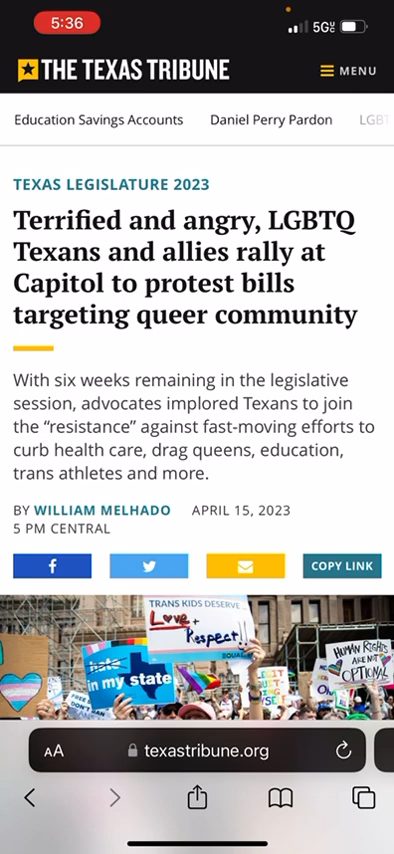 5:36
5G
THE TEXAS TRIBUNE
MENU
Education Savings Accounts Daniel Perry Pardon LGBT
TEXAS LEGISLATURE 2023
Terrified and angry, LGBTQ
Texans and allies rally at
Capitol to protest bills
targeting queer community
With six weeks remaining in the legislative
session, advocates implored Texans to join
the “resistance” against fast-moving efforts to
curb health care, drag queens, education,
trans athletes and more.
BY WILLIAM MELHADO APRIL 15, 2023
5 PM CENTRAL
f
COPY LINK
TRANS KIDS DESERVE...
Love +
Respect!!
hate
in my state
HUMAN RIGHTS
ARE NOT
OPTIONAL
AA texastribune.org